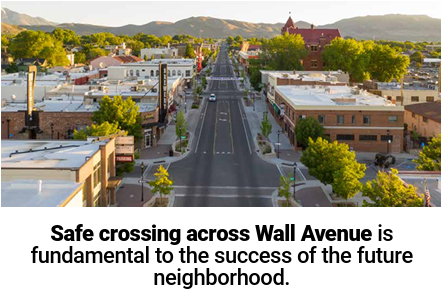 Safe crossing across Wall Avenue is
fundamental to the success of the future
neighborhood.